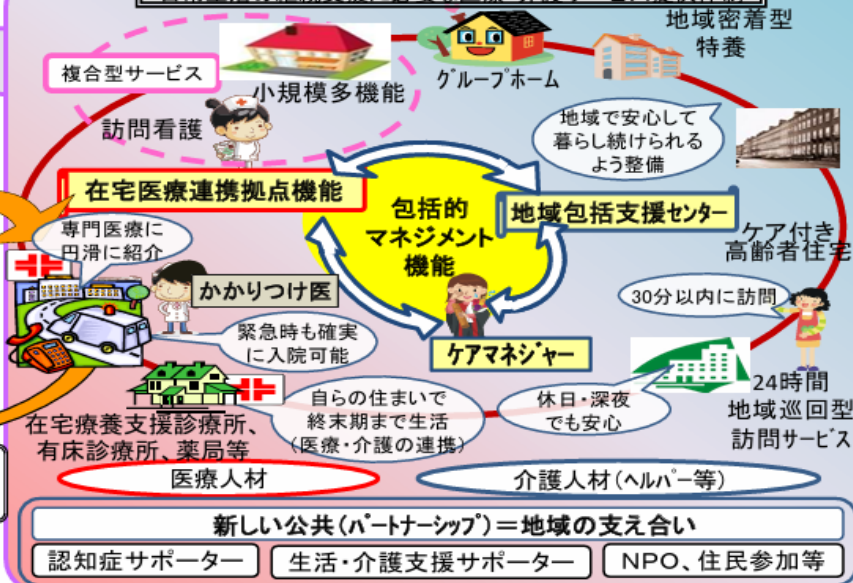 地域密着型
特養
グループホーム
複合型サービス
小規模多機能
訪問看護
地域で安心して
暮らし続けられる
よう整備
在宅医療連携拠点機能
包括的
マネジメント
機能
地域包括支援センター
専門医療に
円滑に紹介
ケア付き
高齢者住宅
かかりつけ医
30分以内に訪問
緊急時も確実
に入院可能
ケアマネジャー
自らの住まいで
終末期まで生活
(医療・介護の連携)
休日・深夜
でも安心
24時間
地域巡回型
訪問サービス
在宅療養支援診療所、
有床診療所、薬局等
医療人材
介護人材(ヘルパー等)
新しい公共(パートナーシップ)=地域の支え合い
認知症サポーター
生活・介護支援サポーター
NPO、住民参加等